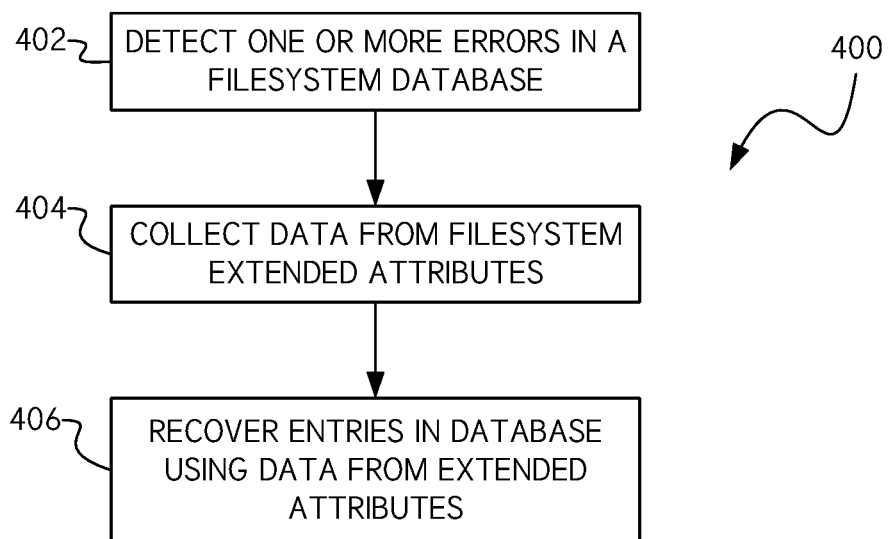 402
DETECT ONE OR MORE ERRORS IN A
FILESYSTEM DATABASE
400
404
COLLECT DATA FROM FILESYSTEM
EXTENDED ATTRIBUTES
406
RECOVER ENTRIES IN DATABASE
USING DATA FROM EXTENDED
ATTRIBUTES